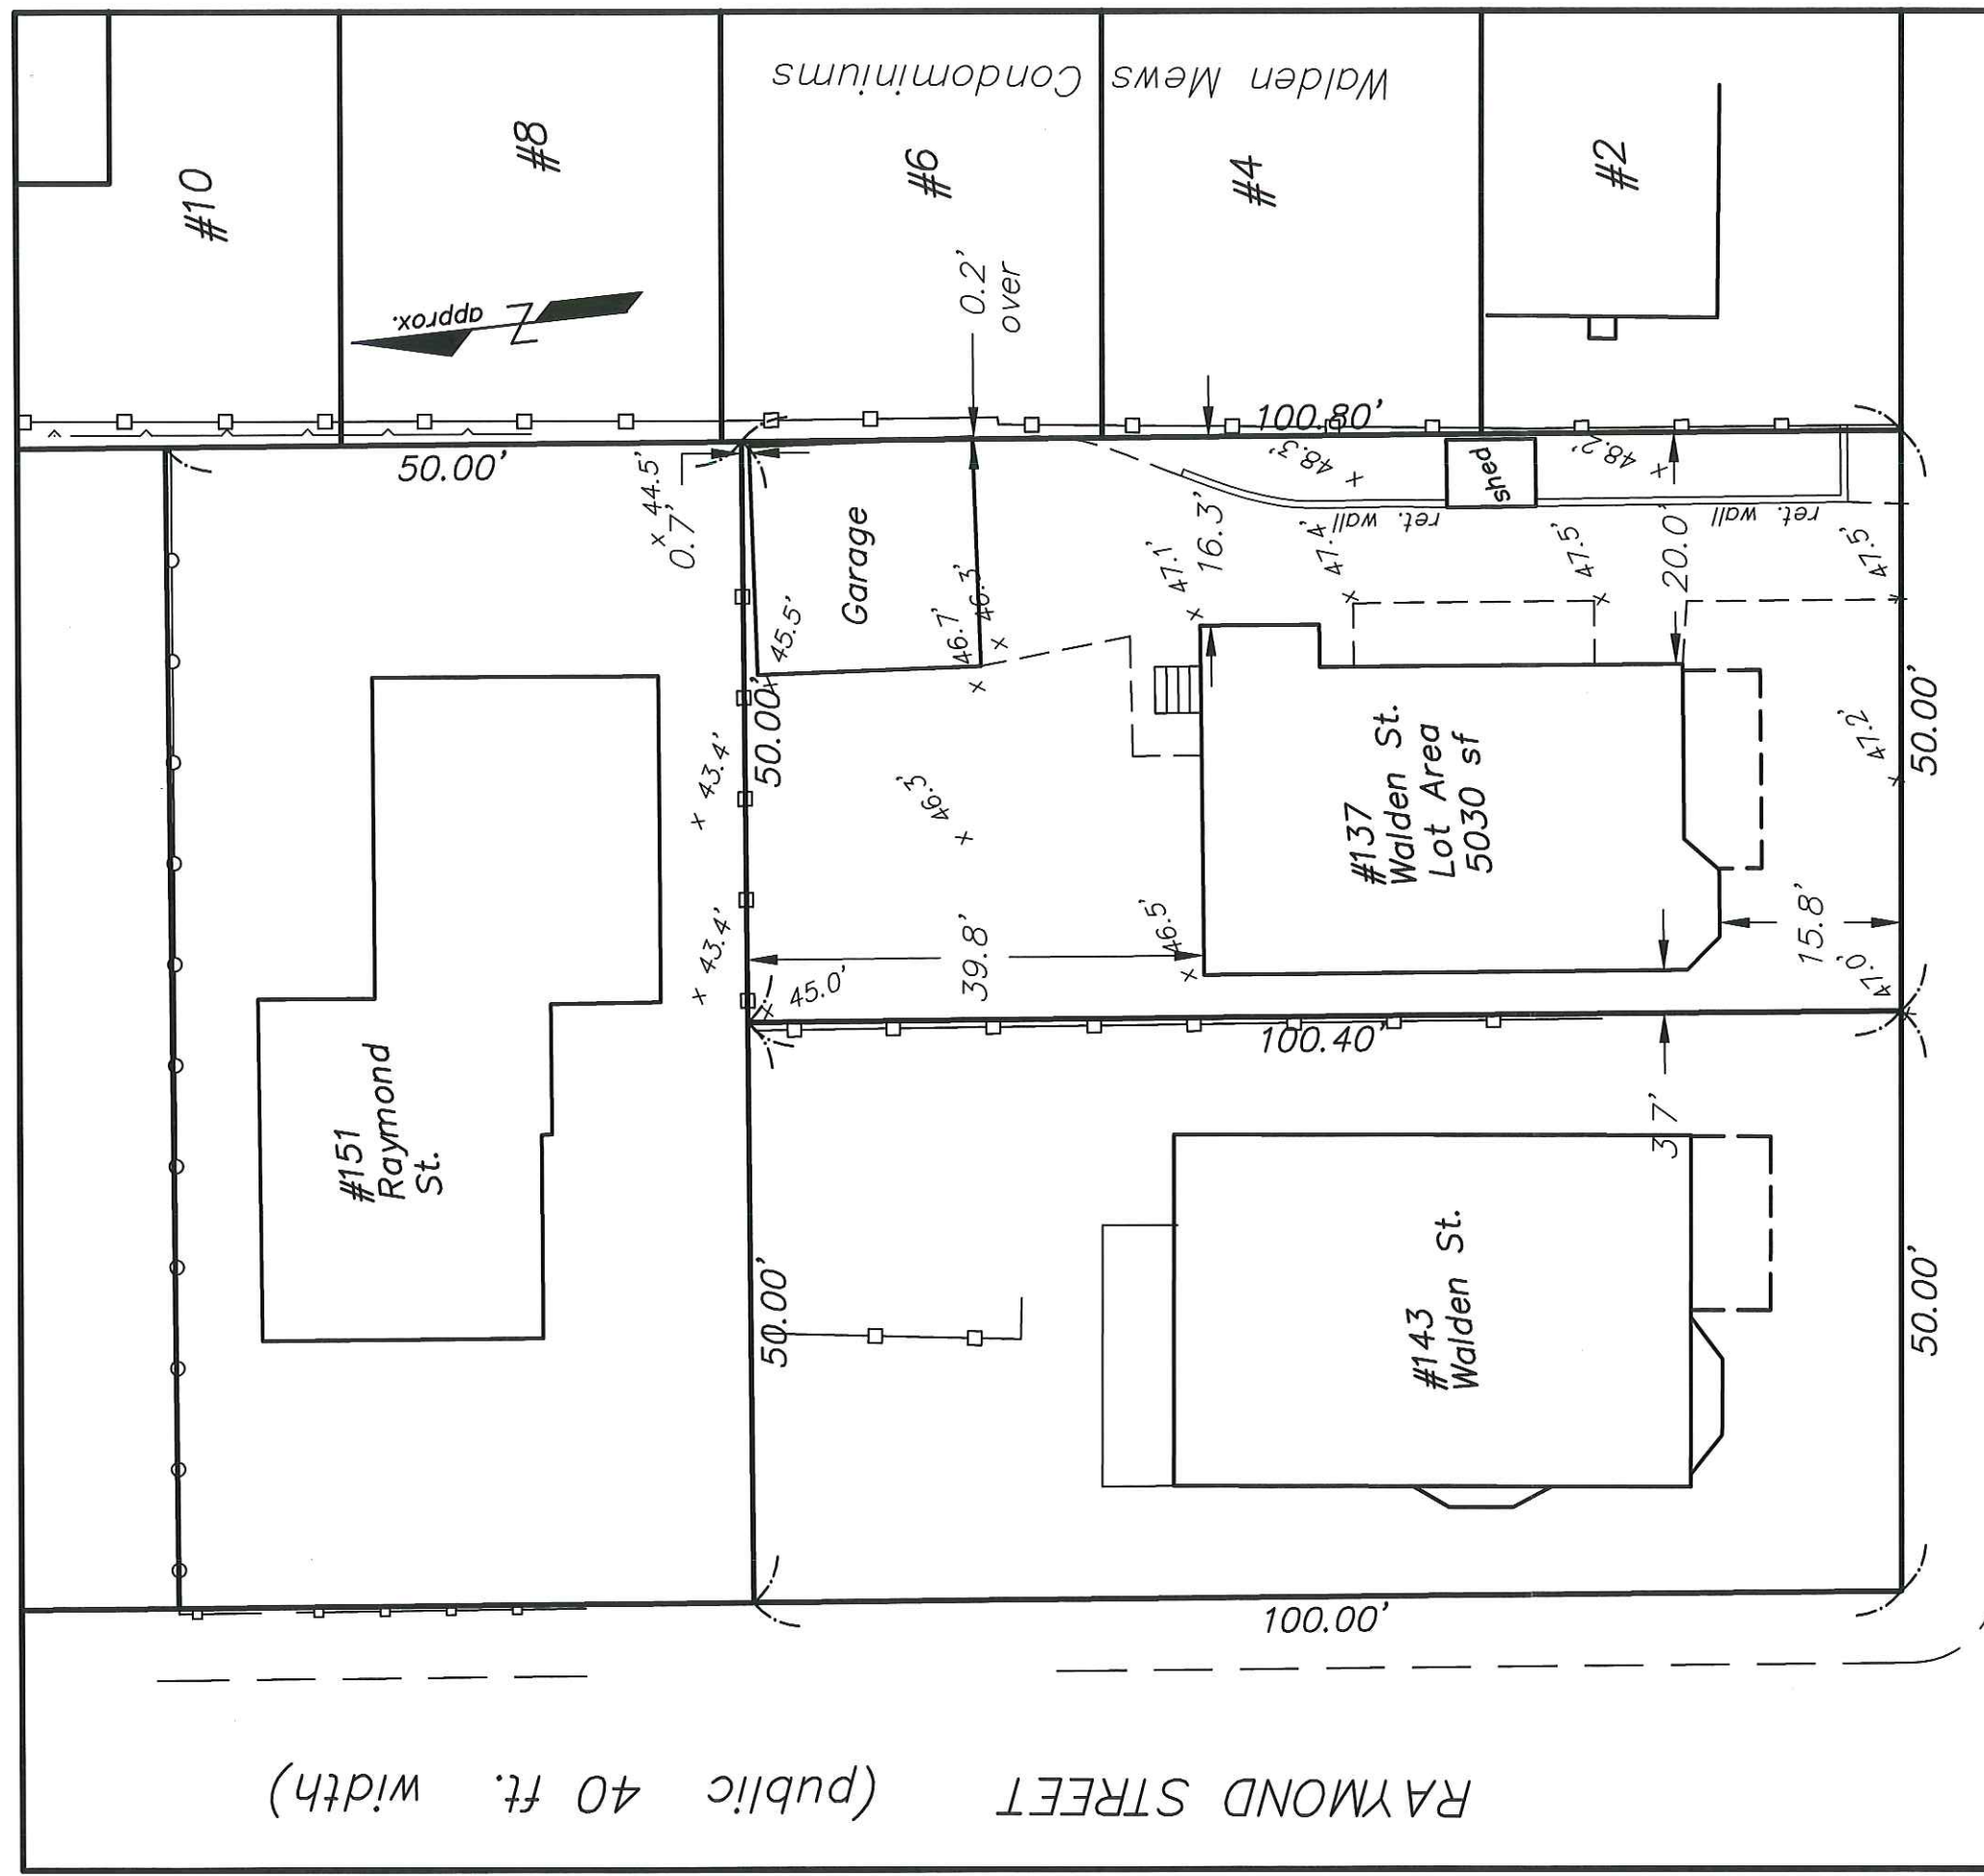 Walden Mews Condominiums
#10
#8
#6
#4
#2
approx.
N
0.2'
over
50.00'
100.80'
44.5'
0.7'
Garage
45.5'
46.7'
46.3'
47.1'
16.3'
48.3'
47.4'
ret. wall
shed
48.2'
47.5'
20.0'
ret. wall
47.5'
50.00'
43.4'
43.4'
46.3'
45.0'
39.8'
46.5'
#137
Walden St.
Lot Area
5030 sf
47.2'
50.00'
15.8'
47.0'
100.40'
3.7'
#151
Raymond
St.
50.00'
#143
Walden St.
50.00'
100.00'
RAYMOND STREET (public 40 ft. width)